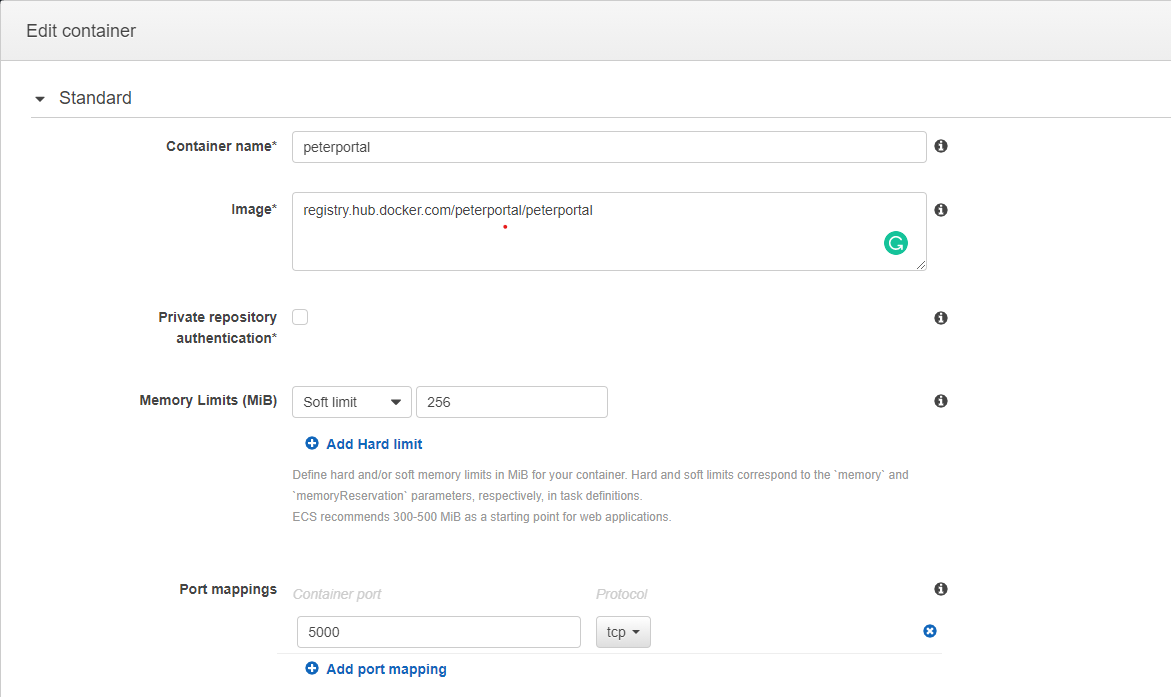 Edit container
Standard
Container name*
peterportal
Image*
registry.hub.docker.com/peterportal/peterportal
Private repository
authentication*
Memory Limits (MiB)
Soft limit
256
Add Hard limit
Define hard and/or soft memory limits in MiB for your container. Hard and soft limits correspond to the `memory` and
`memoryReservation` parameters, respectively, in task definitions.
ECS recommends 300-500 MiB as a starting point for web applications.
Port mappings
Container port
Protocol
5000
tcp
Add port mapping